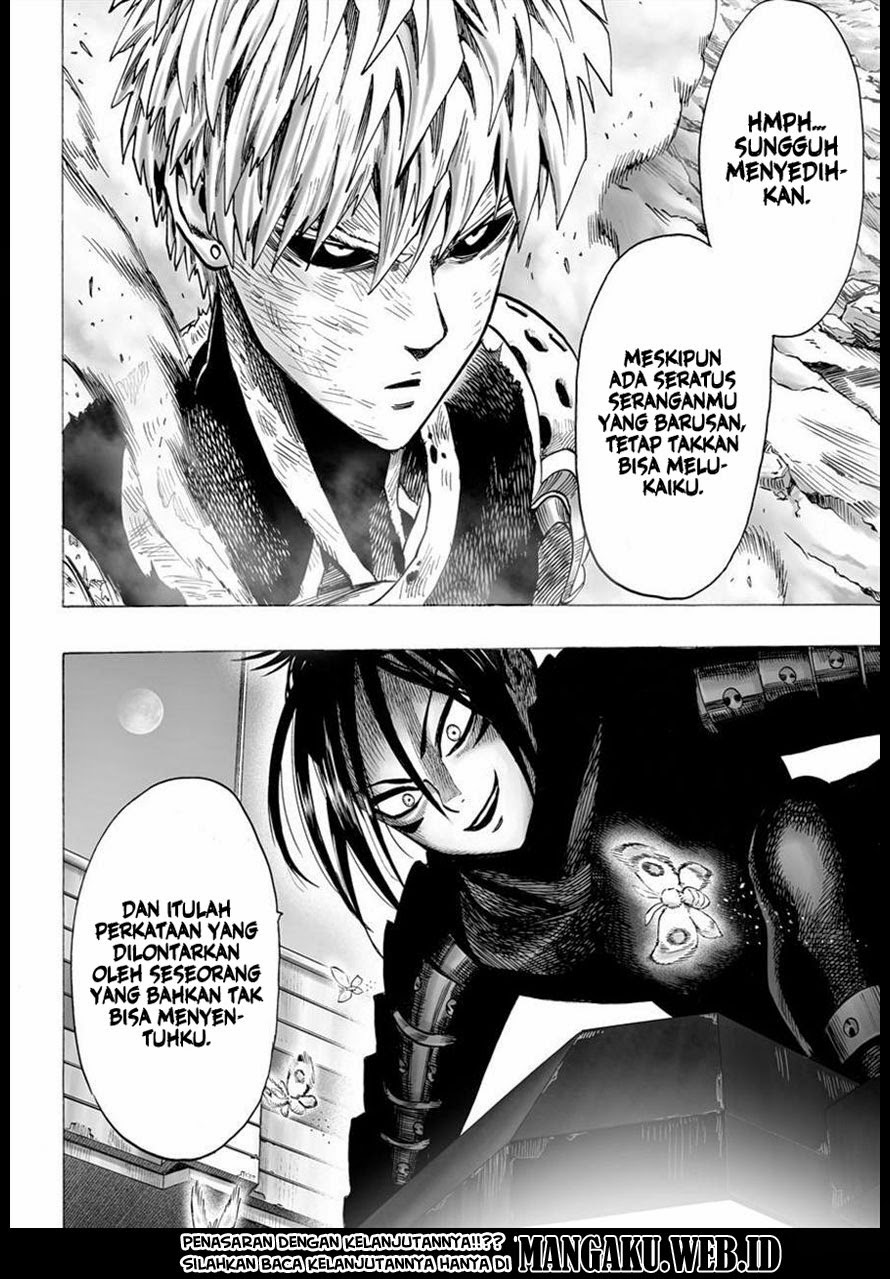 HMPH...
SUNGGUH
MENYEDIH-
KAN.
MESKIPUN
ADA SERATUS
SERANGANMU
YANG BARUSAN,
TETAP TAKKAN
BISA MELU-
KAIKU.
DAN ITULAH
PERKATAAN YANG
DILONTARKAN
OLEH SESEORANG
YANG BAHKAN TAK
BISA MENYEN-
TUHKU.
PENASARAN DENGAN KELANJUTANNYA!!??
SILAHKAN BACA KELANJUTANNYA HANYA DI
MANGAKU.WEB.ID